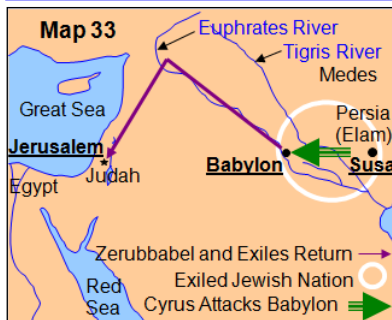 Map 33
Euphrates River
Tigris River
Medes
Great Sea
Persia
(Elam)
Jerusalem
Judah
Babylon
Susa
Egypt
Zerubbabel and Exiles Return
Exiled Jewish Nation
Red
Sea
Cyrus Attacks Babylon